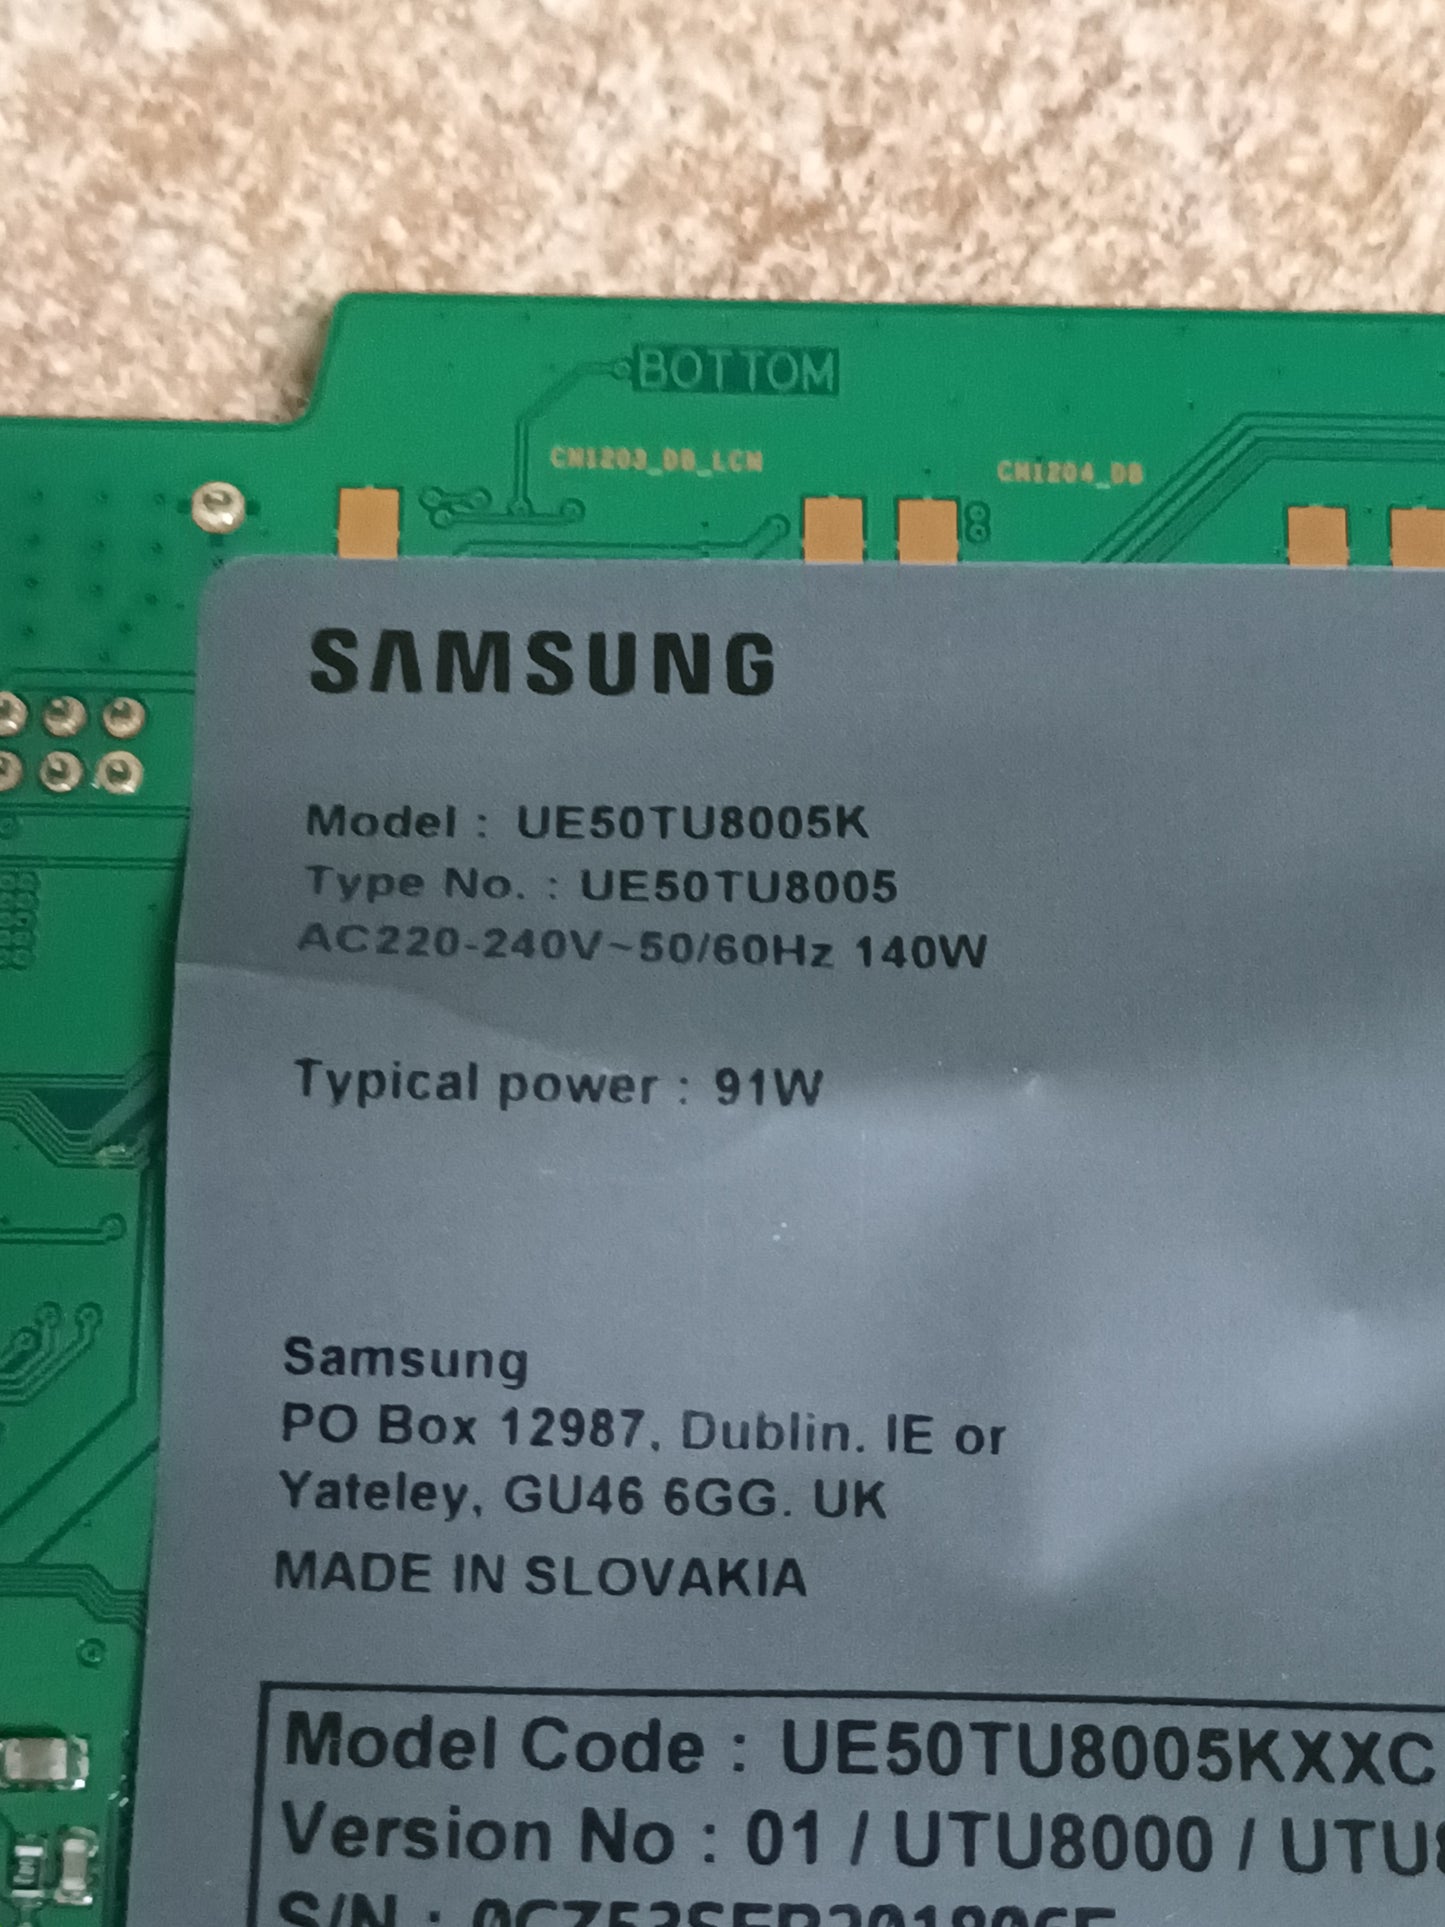 BOTTOM
CN1203_DB_LCN
CN1204_DB
SAMSUNG
Model : UE50TU8005K
Type No. : UE50TU8005
AC220-240V~50/60Hz 140W
Typical power : 91W
Samsung
PO Box 12987, Dublin. IE or
Yateley, GU46 6GG. UK
MADE IN SLOVAKIA
Model Code : UE50TU8005KXXC
Version No : 01 / UTU8000 / UTU8
S/N :